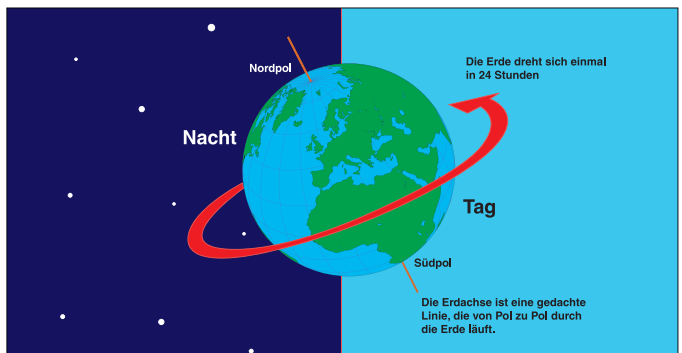 Nordpol
Die Erde dreht sich einmal
in 24 Stunden
Nacht
Tag
Südpol
Die Erdachse ist eine gedachte
Linie, die von Pol zu Pol durch
die Erde läuft.